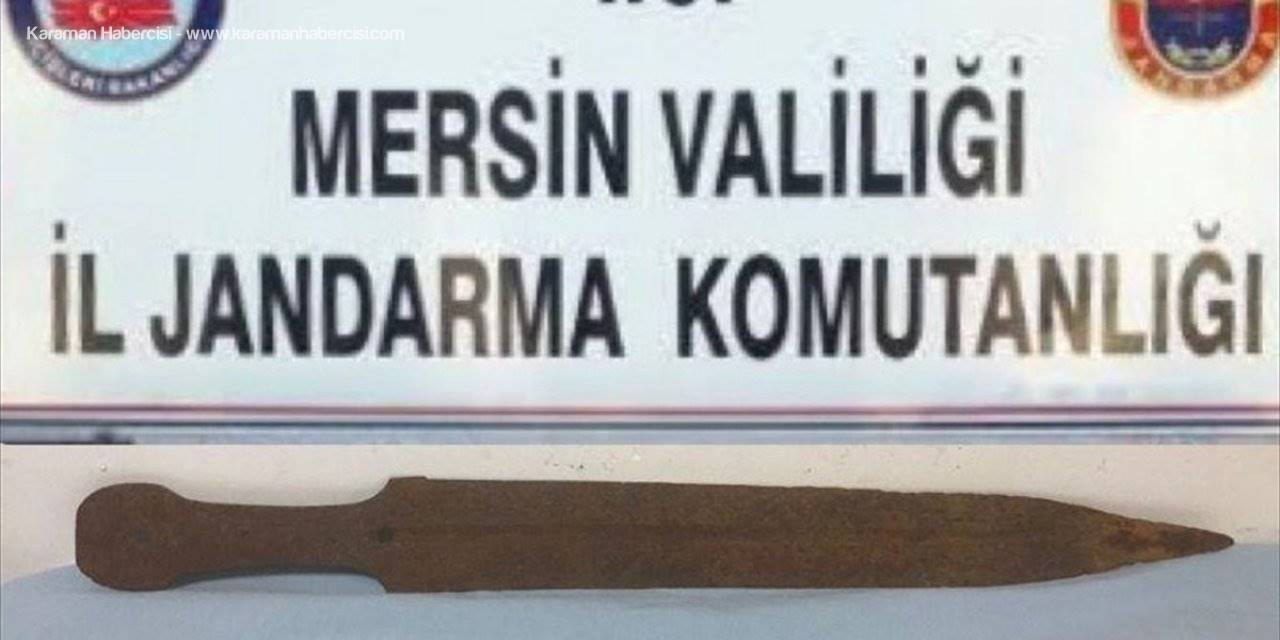 Karaman Habercisi - www.karamanhabercisi.com
MERSİN VALİLİĞİ
İL JANDARMA KOMUTANLIĞI